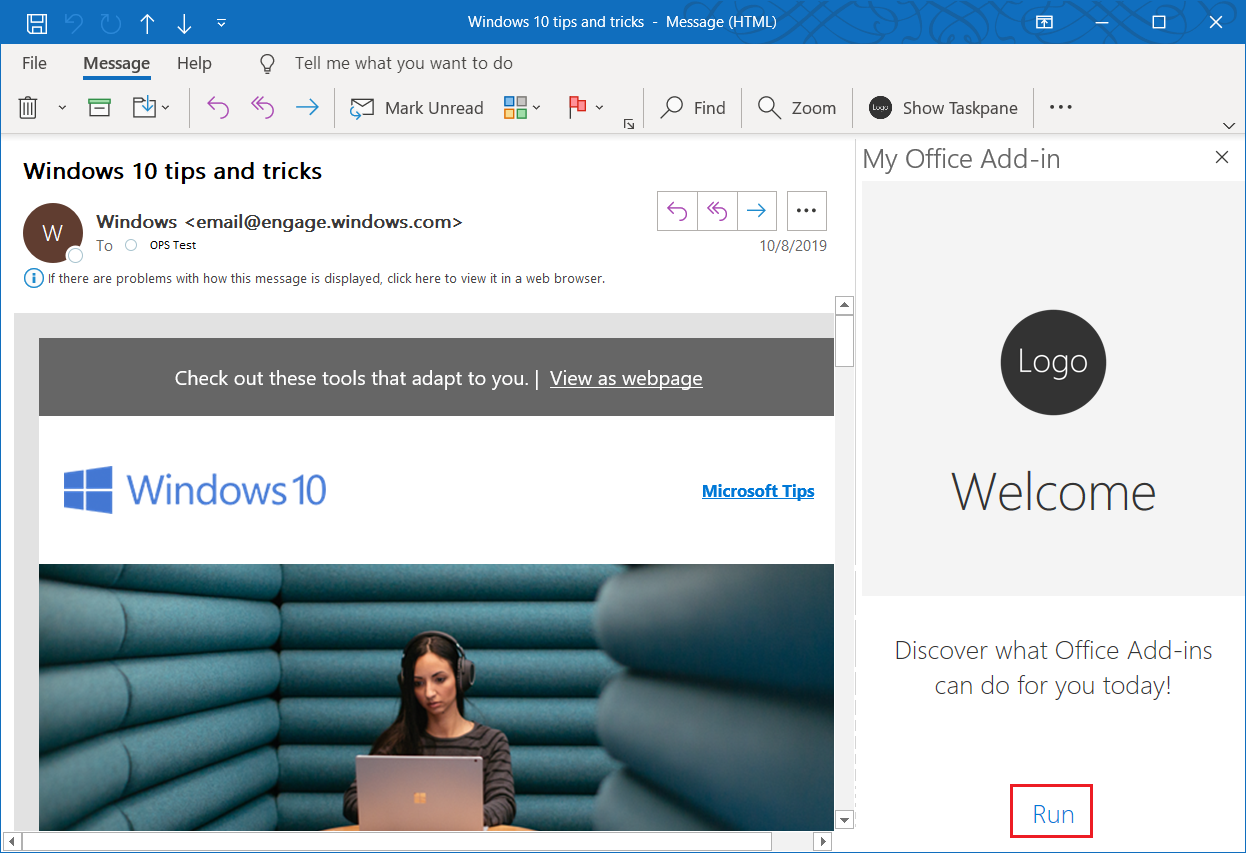 Windows 10 tips and tricks - Message (HTML)
File Message Help Tell me what you want to do
Mark Unread Find Zoom Logo Show Taskpane
Windows 10 tips and tricks
W
Windows <email@engage.windows.com>
To OPS Test
10/8/2019
If there are problems with how this message is displayed, click here to view it in a web browser.
Check out these tools that adapt to you. | View as webpage
Windows 10
Microsoft Tips
My Office Add-in
Logo
Welcome
Discover what Office Add-ins
can do for you today!
Run